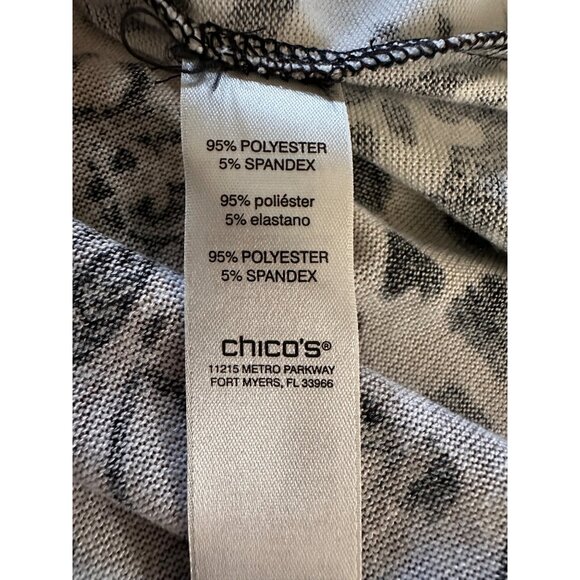 95% POLYESTER
5% SPANDEX
95% poliéster
5% elastano
95% POLYESTER
5% SPANDEX
chico's®
11215 METRO PARKWAY
FORT MYERS, FL 33966